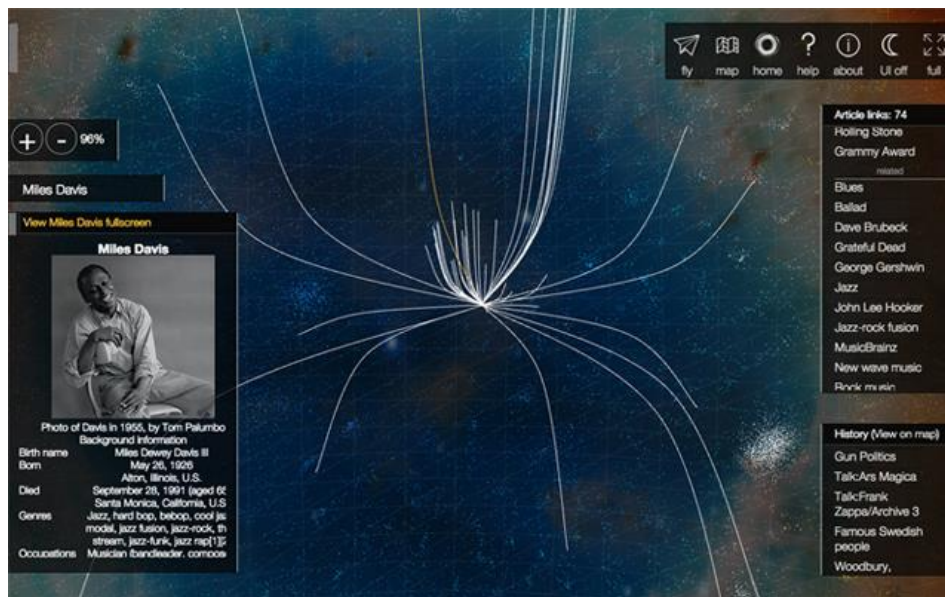 fly map home help about UI off full
+ - 96%
Miles Davis
View Miles Davis fullscreen
Miles Davis
Photo of Davis in 1955, by Tom Palumbo
Background information
Birth name Miles Dewey Davis III
Born May 26, 1926
Alton, Illinois, U.S.
Died September 28, 1991 (aged 65
Santa Monica, California, U.S
Genres Jazz, hard bop, bebop, cool ja
modal, jazz fusion, jazz-rock, th
stream, jazz-funk, jazz rap[1]
Occupations Musician (bandleader, compos
Article links: 74
Rolling Stone
Grammy Award
related
Blues
Ballad
Dave Brubeck
Grateful Dead
George Gershwin
Jazz
John Lee Hooker
Jazz-rock fusion
MusicBrainz
New wave music
Rock music
History (View on map)
Gun Politics
Talk:Ars Magica
Talk:Frank
Zappa/Archive 3
Famous Swedish
people
Woodbury,